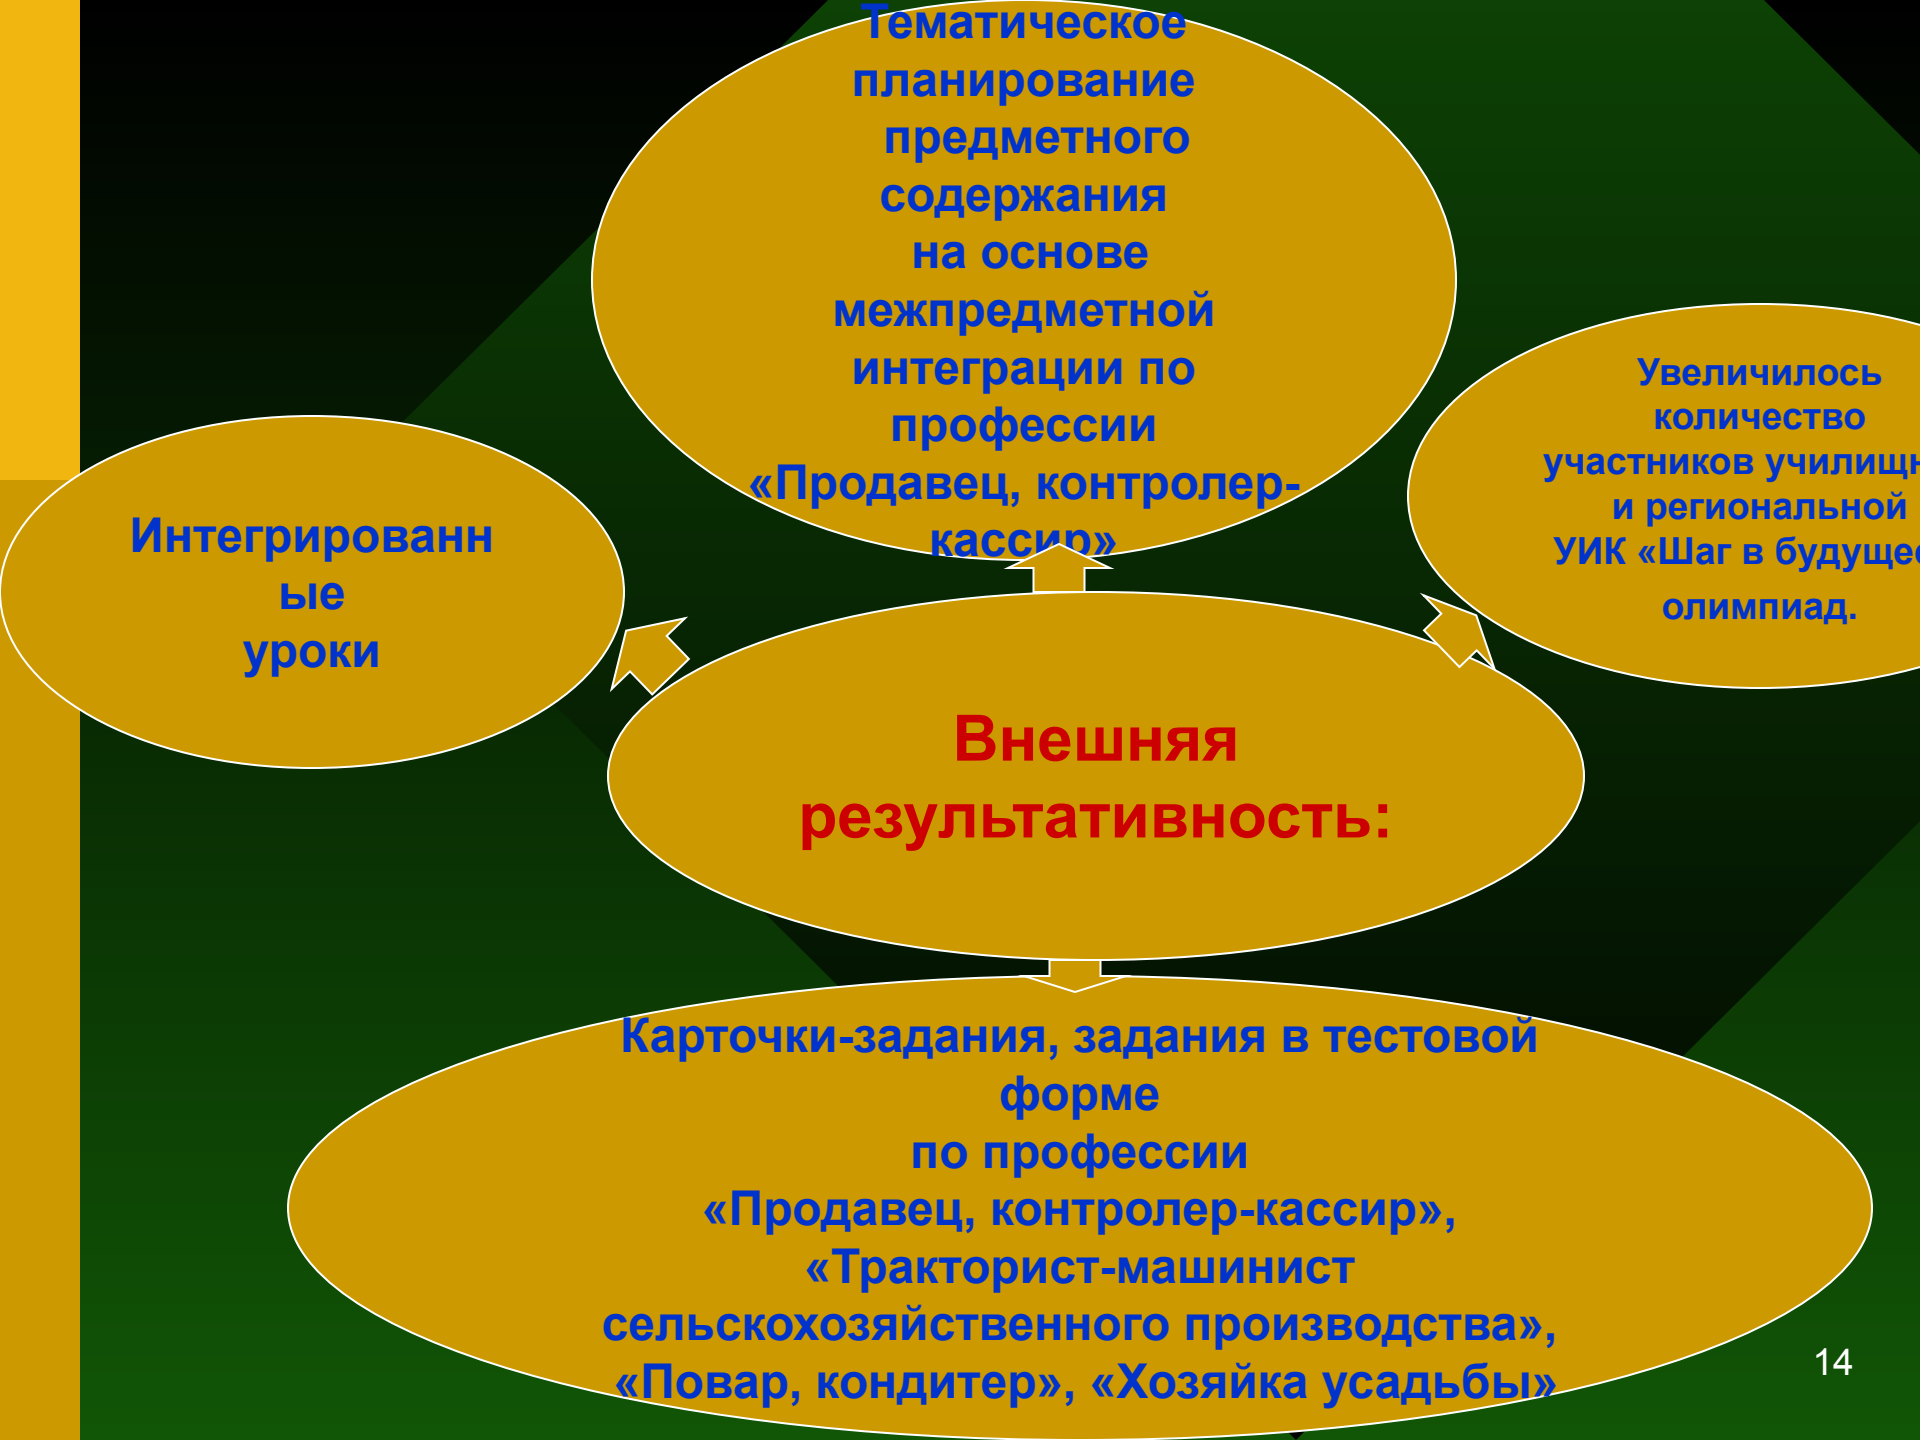 Тематическое
планирование
предметного
содержания
на основе
межпредметной
интеграции по
профессии
«Продавец, контролер-
кассир»
Увеличилось
количество
участников
и региональной
УИК «Шаг в
олимпиад.
Интегрированн
ые
уроки
Внешняя
результативность:
Карточки-задания, задания в тестовой
форме
по профессии
«Продавец, контролер-кассир»,
«Тракторист-машинист
сельскохозяйственного производства»,
«Повар, кондитер», «Хозяйка усадьбы»
14